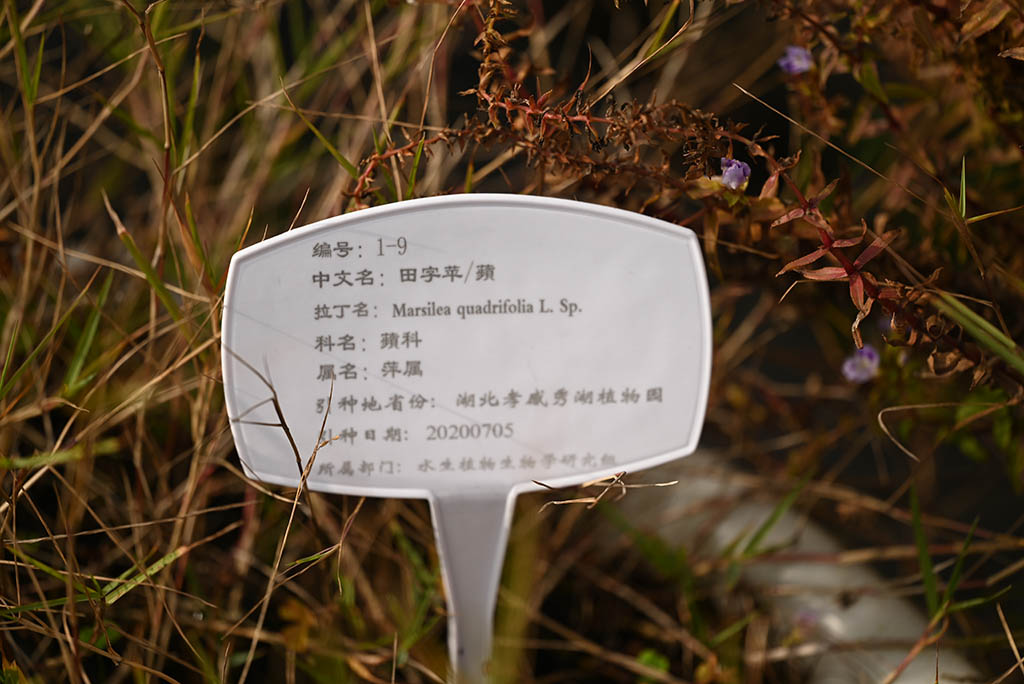 编号：1-9
中文名：田字苹/蘋
拉丁名：Marsilea quadrifolia L. Sp.
科名：蘋科
属名：萍属
引种地省份：湖北孝感秀湖植物园
引种日期：20200705
所属部门：水生植物生物学研究组